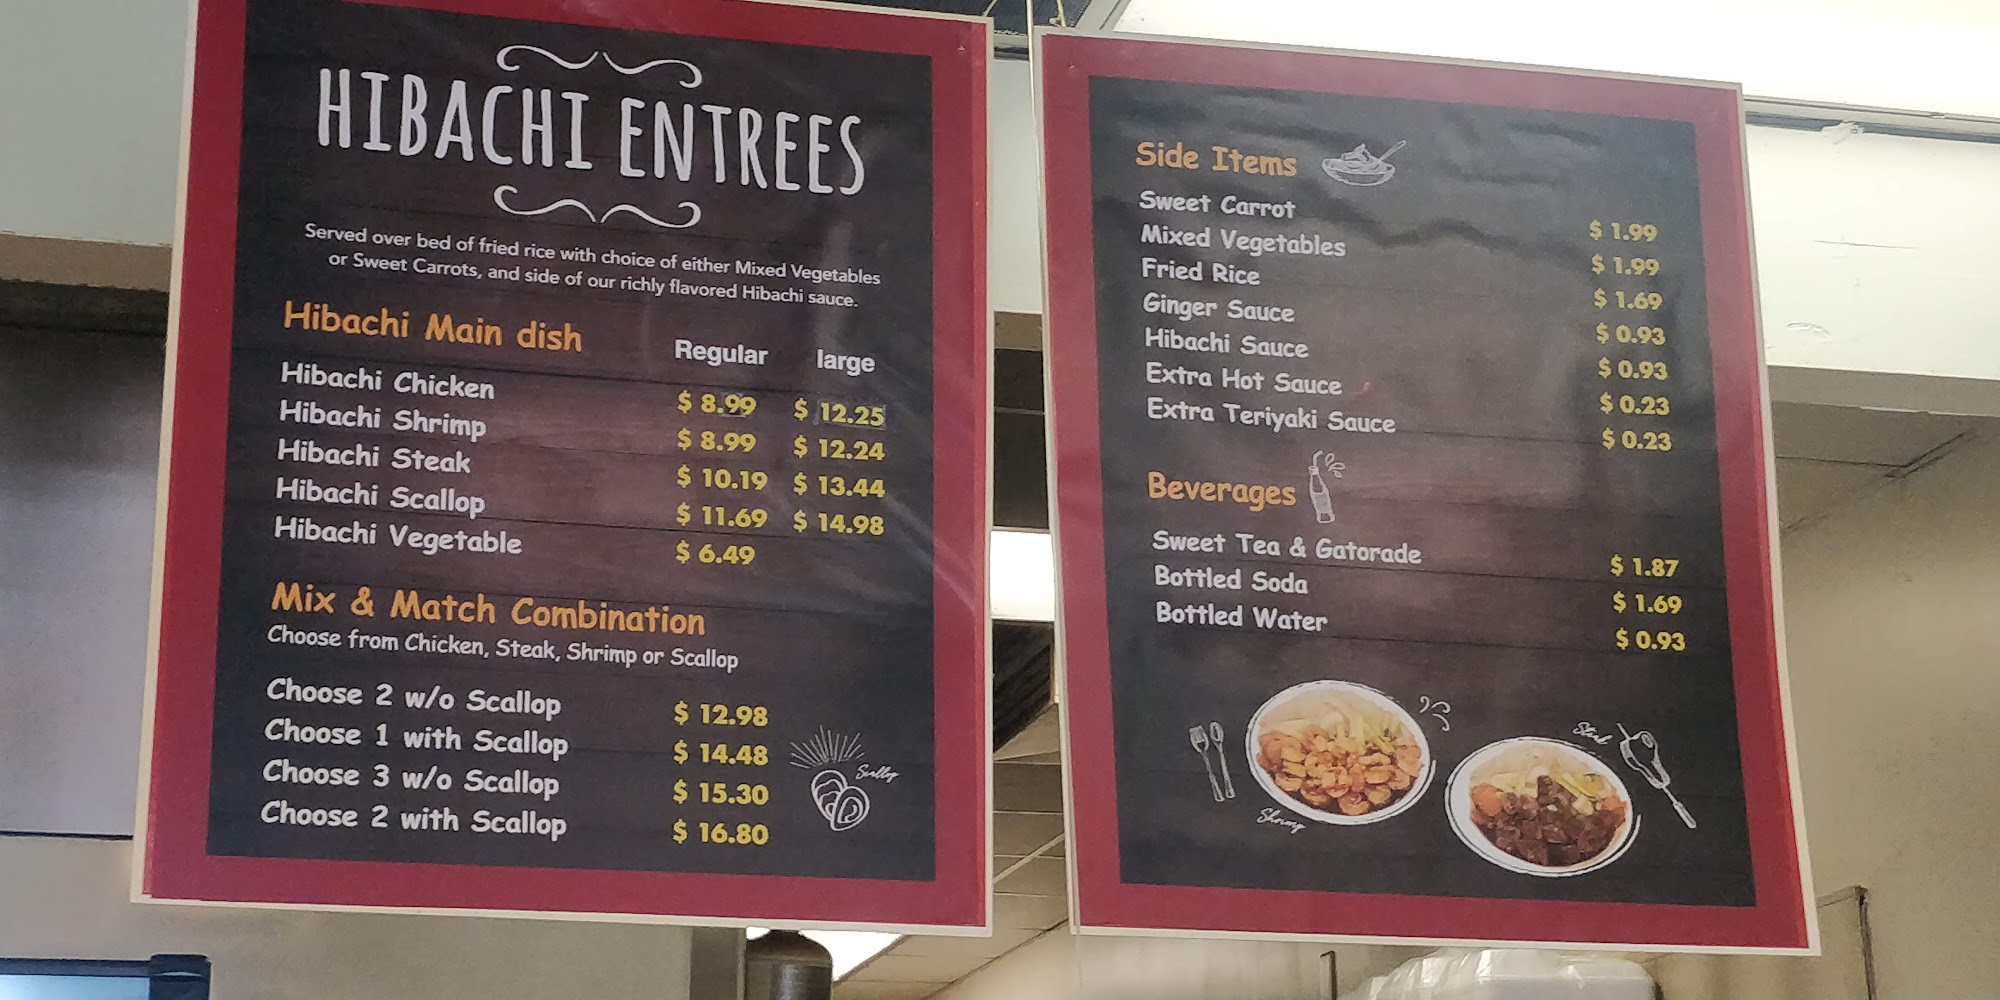 HIBACHI ENTREES
Served over bed of fried rice with choice of either Mixed Vegetables
or Sweet Carrots, and side of our richly flavored Hibachi sauce.
Hibachi Main dish Regular large
Hibachi Chicken $ 8.99 $ 12.25
Hibachi Shrimp $ 8.99 $ 12.24
Hibachi Steak $ 10.19 $ 13.44
Hibachi Scallop $ 11.69 $ 14.98
Hibachi Vegetable $ 6.49
Mix & Match Combination
Choose from Chicken, Steak, Shrimp or Scallop
Choose 2 w/o Scallop $ 12.98
Choose 1 with Scallop $ 14.48
Choose 3 w/o Scallop $ 15.30
Choose 2 with Scallop $ 16.80
Scallop
Side Items
Sweet Carrot $ 1.99
Mixed Vegetables $ 1.99
Fried Rice $ 1.69
Ginger Sauce $ 0.93
Hibachi Sauce $ 0.93
Extra Hot Sauce $ 0.23
Extra Teriyaki Sauce $ 0.23
Beverages
Sweet Tea & Gatorade $ 1.87
Bottled Soda $ 1.69
Bottled Water $ 0.93
Shrimp
Steak